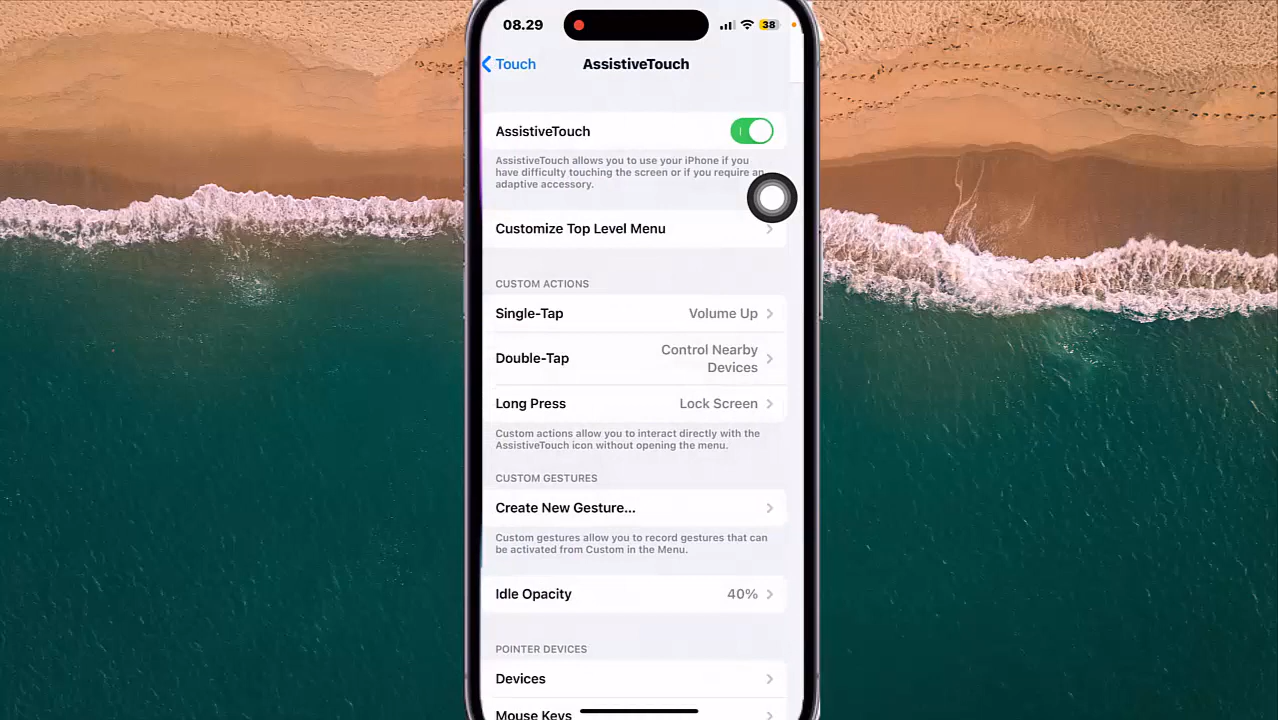 08.29
38
Touch
AssistiveTouch
AssistiveTouch
AssistiveTouch allows you to use your iPhone if you
have difficulty touching the screen or if you require an
adaptive accessory.
Customize Top Level Menu
CUSTOM ACTIONS
Single-Tap Volume Up
Double-Tap Control Nearby
Devices
Long Press Lock Screen
Custom actions allow you to interact directly with the
AssistiveTouch icon without opening the menu.
CUSTOM GESTURES
Create New Gesture...
Custom gestures allow you to record gestures that can
be activated from Custom in the Menu.
Idle Opacity 40%
POINTER DEVICES
Devices
Mouse Keys